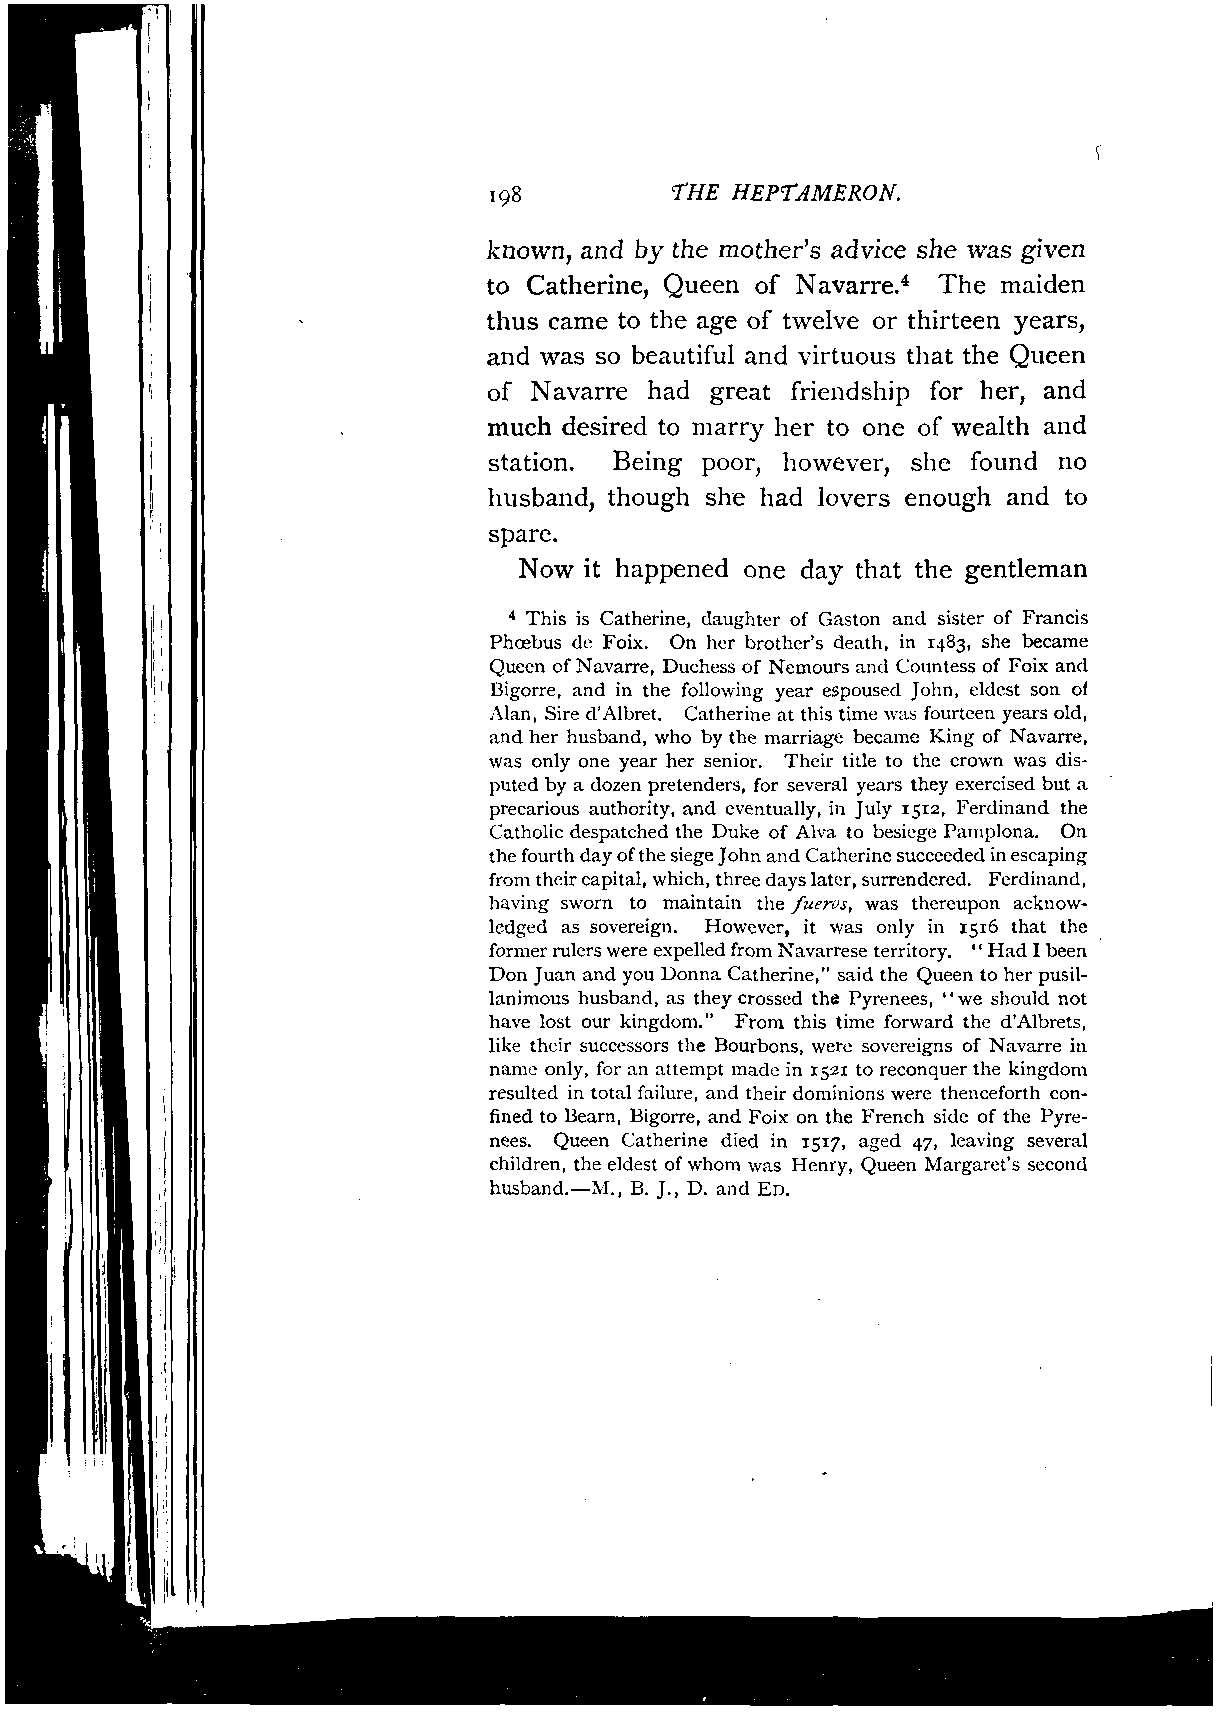 198 THE HEPTAMERON.
known, and by the mother's advice she was given
to Catherine, Queen of Navarre.⁴ The maiden
thus came to the age of twelve or thirteen years,
and was so beautiful and virtuous that the Queen
of Navarre had great friendship for her, and
much desired to marry her to one of wealth and
station. Being poor, however, she found no
husband, though she had lovers enough and to
spare.
Now it happened one day that the gentleman
⁴ This is Catherine, daughter of Gaston and sister of Francis
Phœbus de Foix. On her brother's death, in 1483, she became
Queen of Navarre, Duchess of Nemours and Countess of Foix and
Bigorre, and in the following year espoused John, eldest son of
Alan, Sire d'Albret. Catherine at this time was fourteen years old,
and her husband, who by the marriage became King of Navarre,
was only one year her senior. Their title to the crown was dis-
puted by a dozen pretenders, for several years they exercised but a
precarious authority, and eventually, in July 1512, Ferdinand the
Catholic despatched the Duke of Alva to besiege Pamplona. On
the fourth day of the siege John and Catherine succeeded in escaping
from their capital, which, three days later, surrendered. Ferdinand,
having sworn to maintain the fueros, was thereupon acknow-
ledged as sovereign. However, it was only in 1516 that the
former rulers were expelled from Navarrese territory. "Had I been
Don Juan and you Donna Catherine," said the Queen to her pusil-
lanimous husband, as they crossed the Pyrenees, "we should not
have lost our kingdom." From this time forward the d'Albrets,
like their successors the Bourbons, were sovereigns of Navarre in
name only, for an attempt made in 1521 to reconquer the kingdom
resulted in total failure, and their dominions were thenceforth con-
fined to Bearn, Bigorre, and Foix on the French side of the Pyre-
nees. Queen Catherine died in 1517, aged 47, leaving several
children, the eldest of whom was Henry, Queen Margaret's second
husband.—M., B. J., D. and ED.